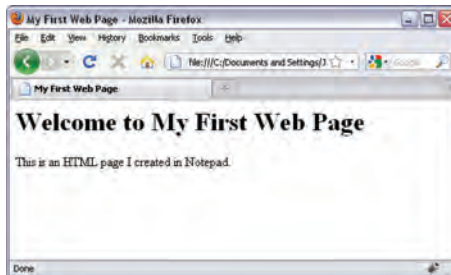 My First Web Page - Mozilla Firefox
File Edit View History Bookmarks Tools Help
file:///C:/Documents and Settings/J
My First Web Page
Welcome to My First Web Page
This is an HTML page I created in Notepad.
Done